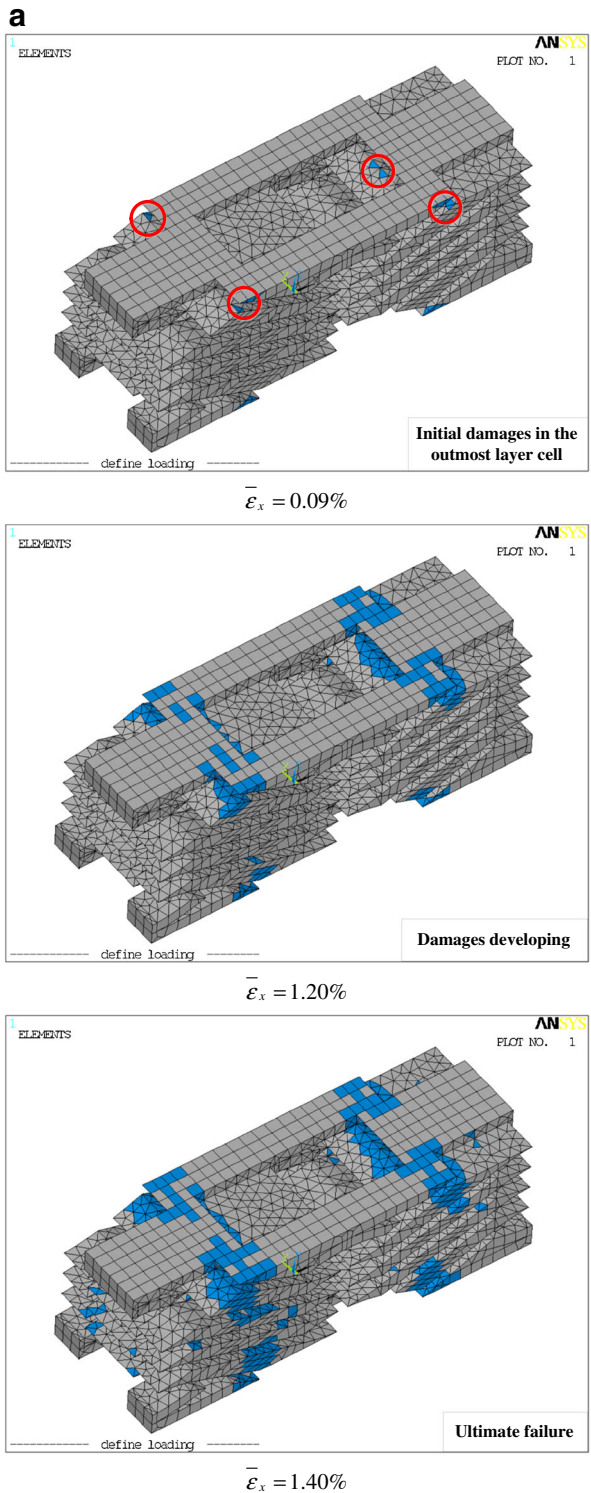 a
1
ELEMENTS
ANSYS
PLOT NO. 1
Initial damages in the
outmost layer cell
------------ define loading --------
ε̄ₓ = 0.09%
1
ELEMENTS
ANSYS
PLOT NO. 1
Damages developing
------------ define loading --------
ε̄ₓ = 1.20%
1
ELEMENTS
ANSYS
PLOT NO. 1
Ultimate failure
------------ define loading --------
ε̄ₓ = 1.40%